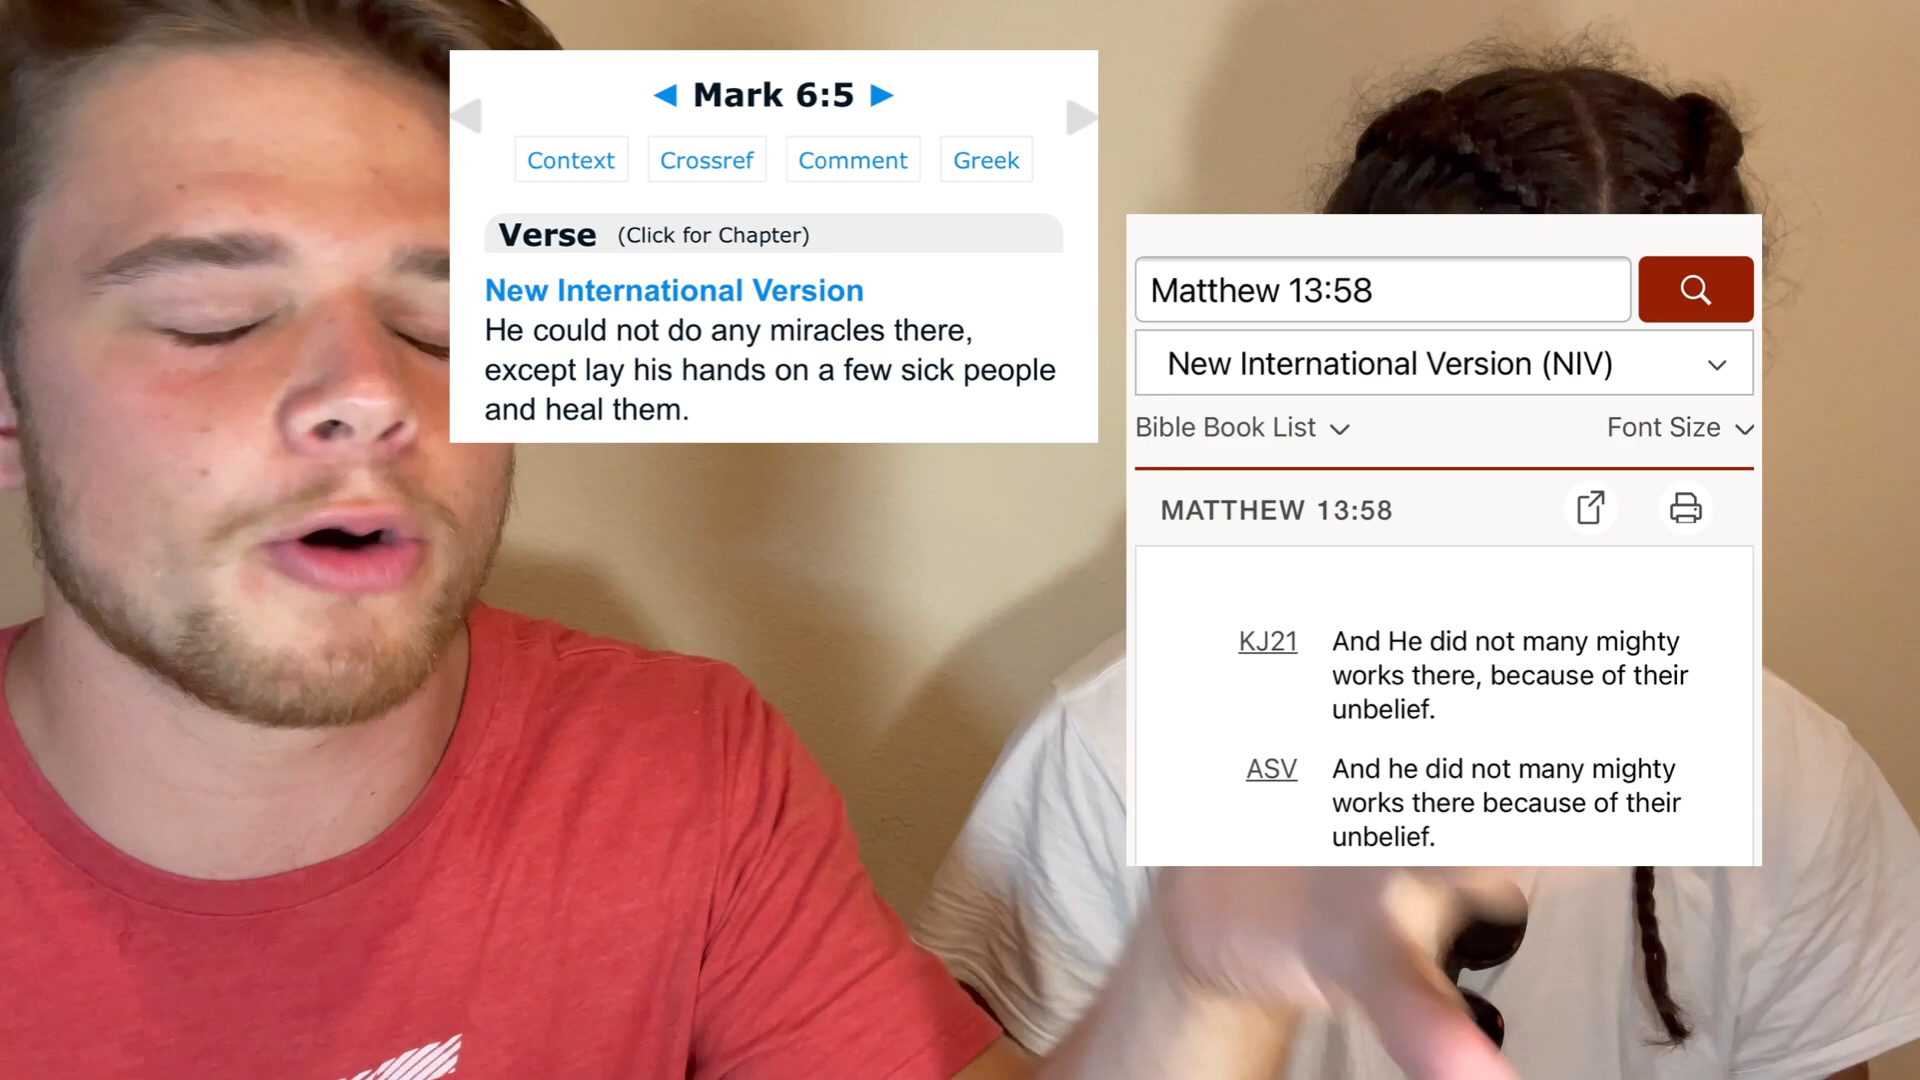 Mark 6:5
Context Crossref Comment Greek
Verse (Click for Chapter)
New International Version
He could not do any miracles there,
except lay his hands on a few sick people
and heal them.
Matthew 13:58
New International Version (NIV)
Bible Book List Font Size
MATTHEW 13:58
KJ21 And He did not many mighty
works there, because of their
unbelief.
ASV And he did not many mighty
works there because of their
unbelief.